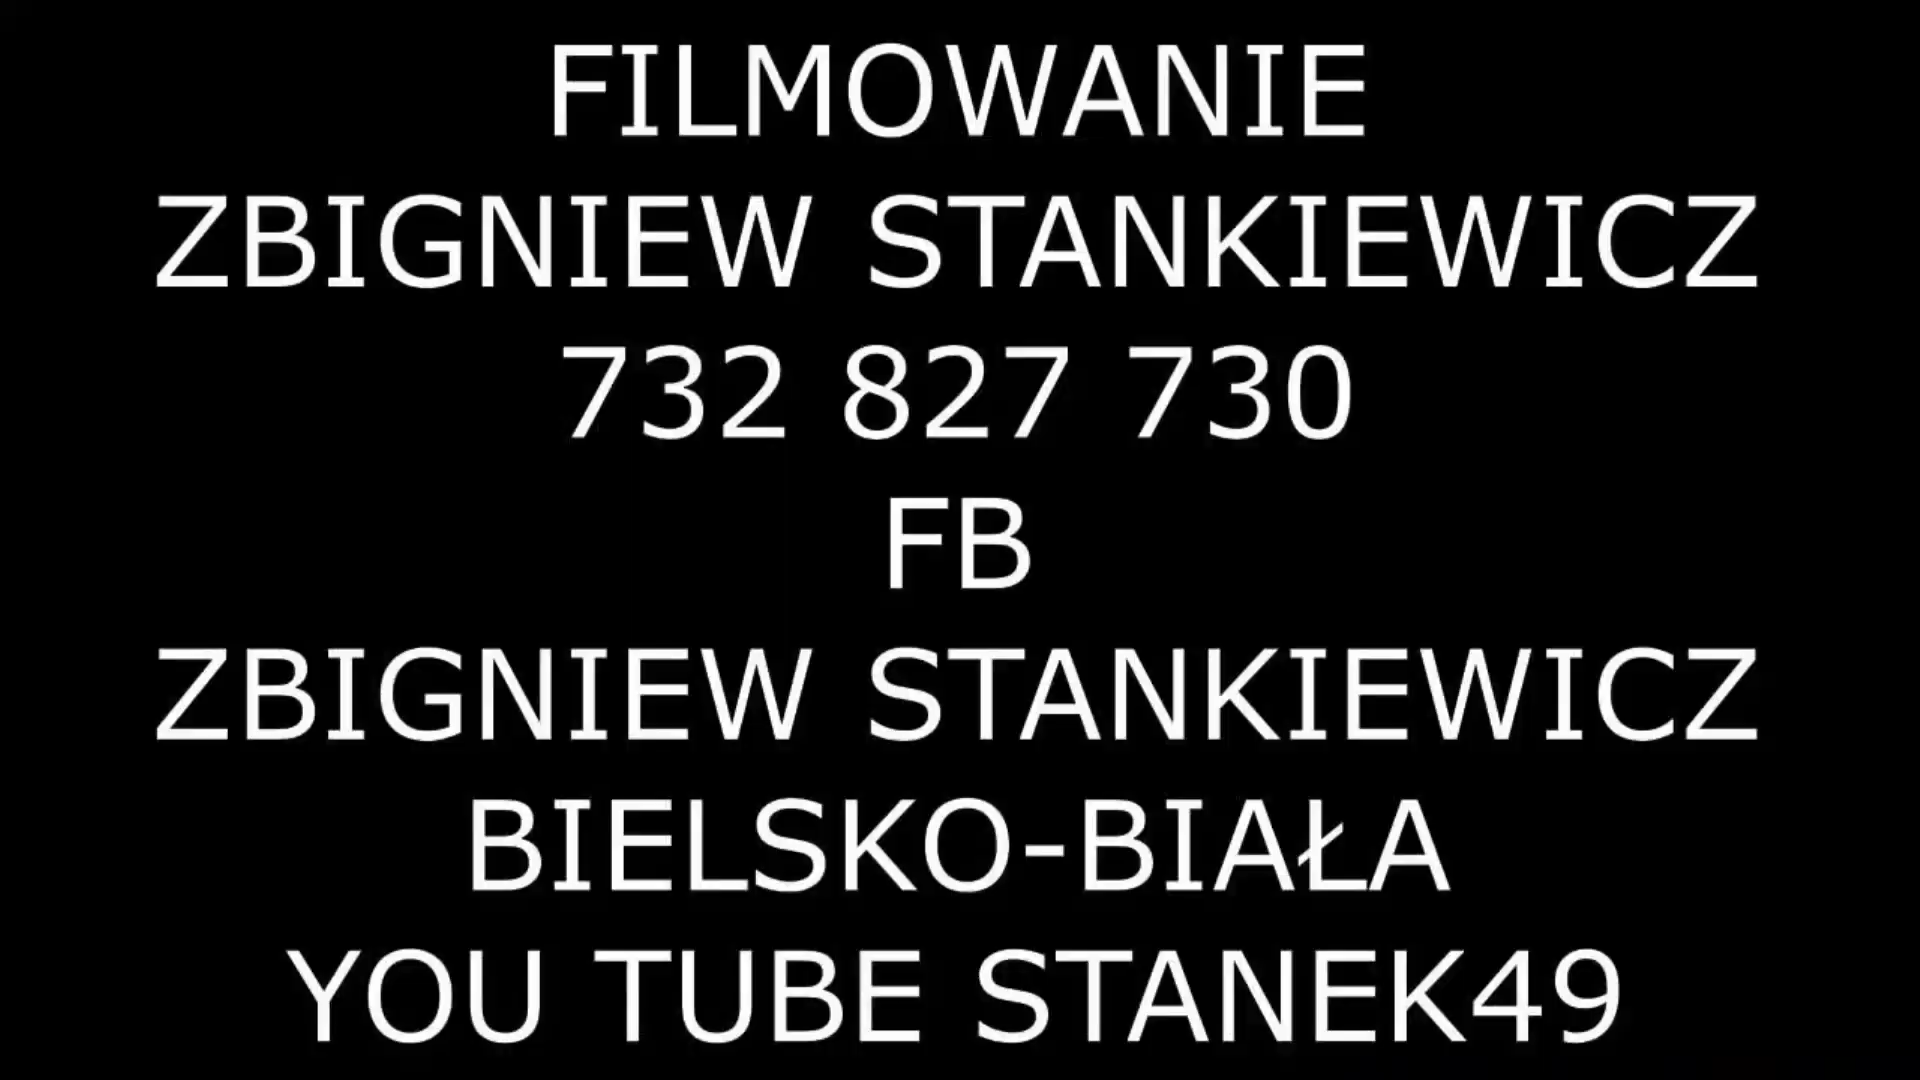 FILMOWANIE
ZBIGNIEW STANKIEWICZ
732 827 730
FB
ZBIGNIEW STANKIEWICZ
BIELSKO-BIAŁA
YOU TUBE STANEK49